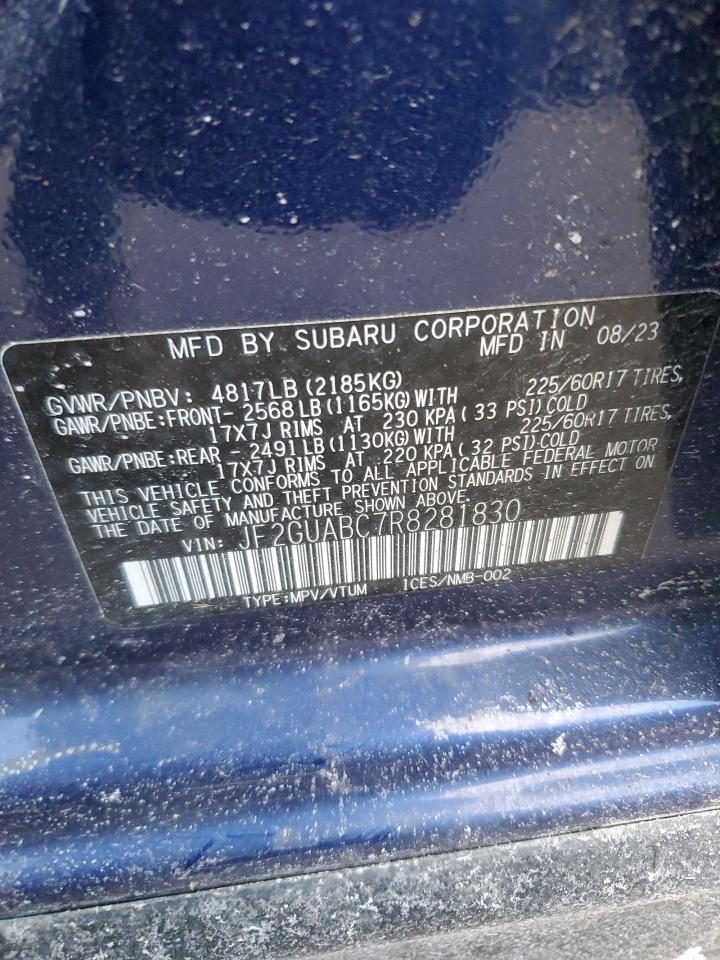 MFD BY SUBARU CORPORATION
MFD IN 08/23
GVWR/PNBV: 4817LB (2185KG)
GAWR/PNBE:FRONT- 2568LB (1165KG) WITH 225/60R17 TIRES,
17X7J RIMS AT 230 KPA ( 33 PSI) COLD
GAWR/PNBE:REAR - 2491LB (1130KG) WITH 225/60R17 TIRES,
17X7J RIMS AT 220 KPA ( 32 PSI) COLD
THIS VEHICLE CONFORMS TO ALL APPLICABLE FEDERAL MOTOR
VEHICLE SAFETY AND THEFT PREVENTION STANDARDS IN EFFECT ON
THE DATE OF MANUFACTURE SHOWN ABOVE.
VIN: JF2GUABC7R8281830
TYPE:MPV/VTUM ICES/NMB-002